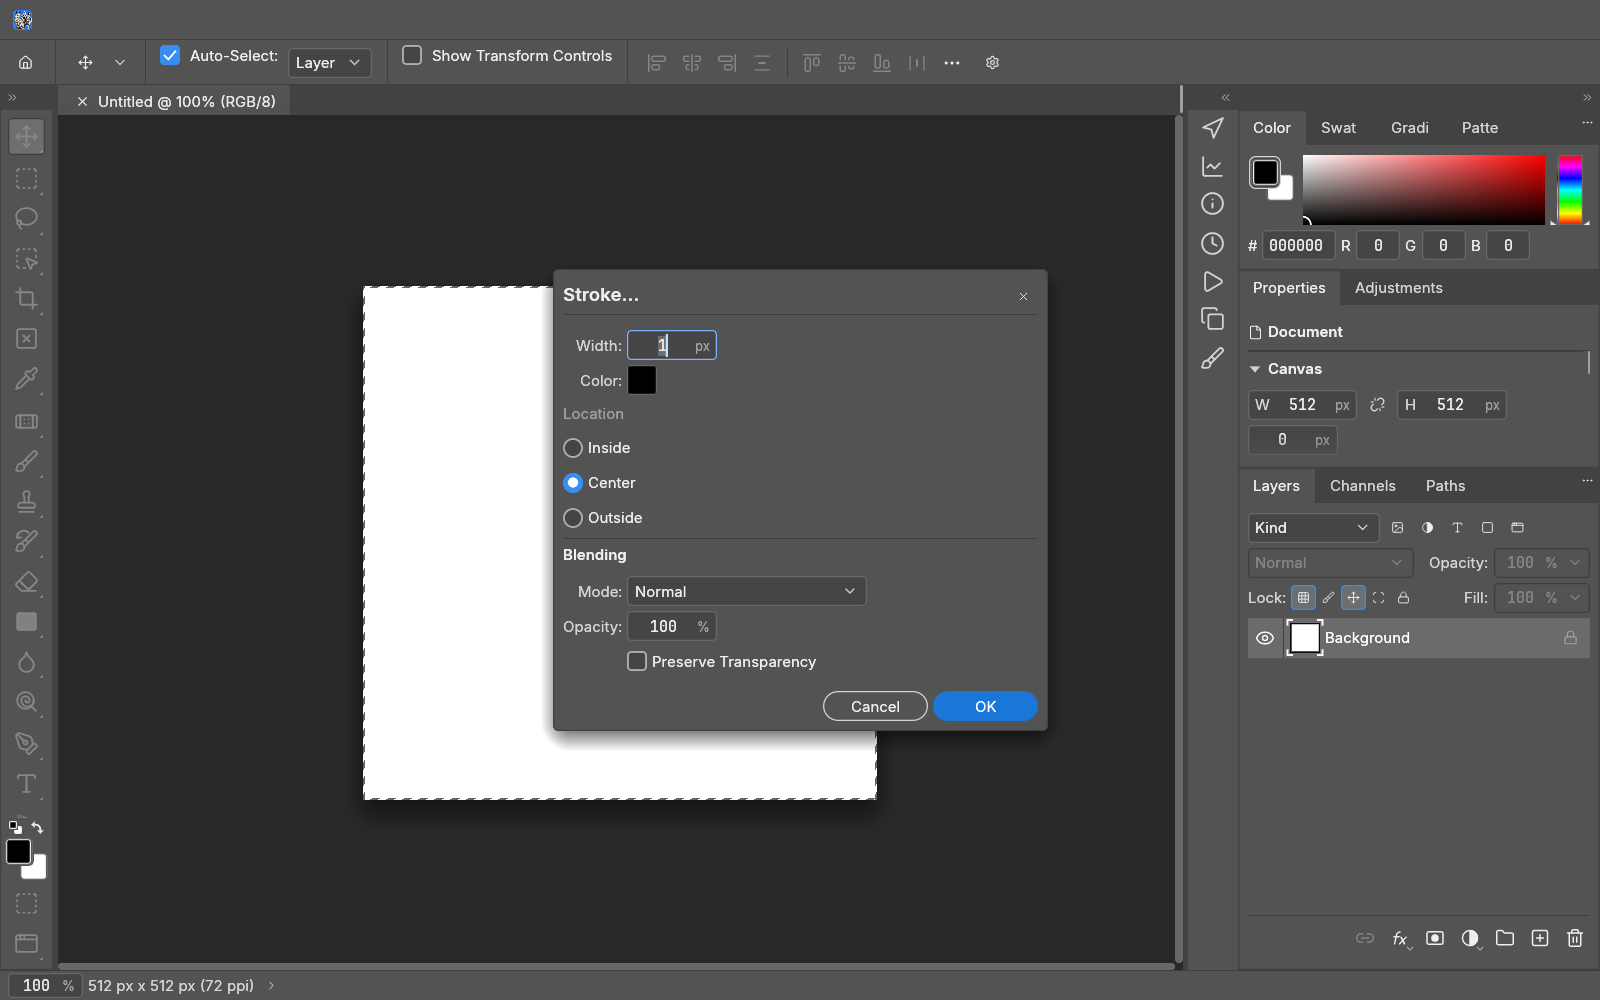 Auto-Select: Layer Show Transform Controls
Untitled @ 100% (RGB/8)
Color Swat Gradi Patte
# 000000 R 0 G 0 B 0
Properties Adjustments
Document
Canvas
W 512 px H 512 px
0 px
Stroke...
Width: 1 px
Color:
Location
Inside
Center
Outside
Blending
Mode: Normal
Opacity: 100 %
Preserve Transparency
Cancel OK
Layers Channels Paths
Kind
Normal Opacity: 100 %
Lock: Fill: 100 %
Background
100 % 512 px x 512 px (72 ppi)